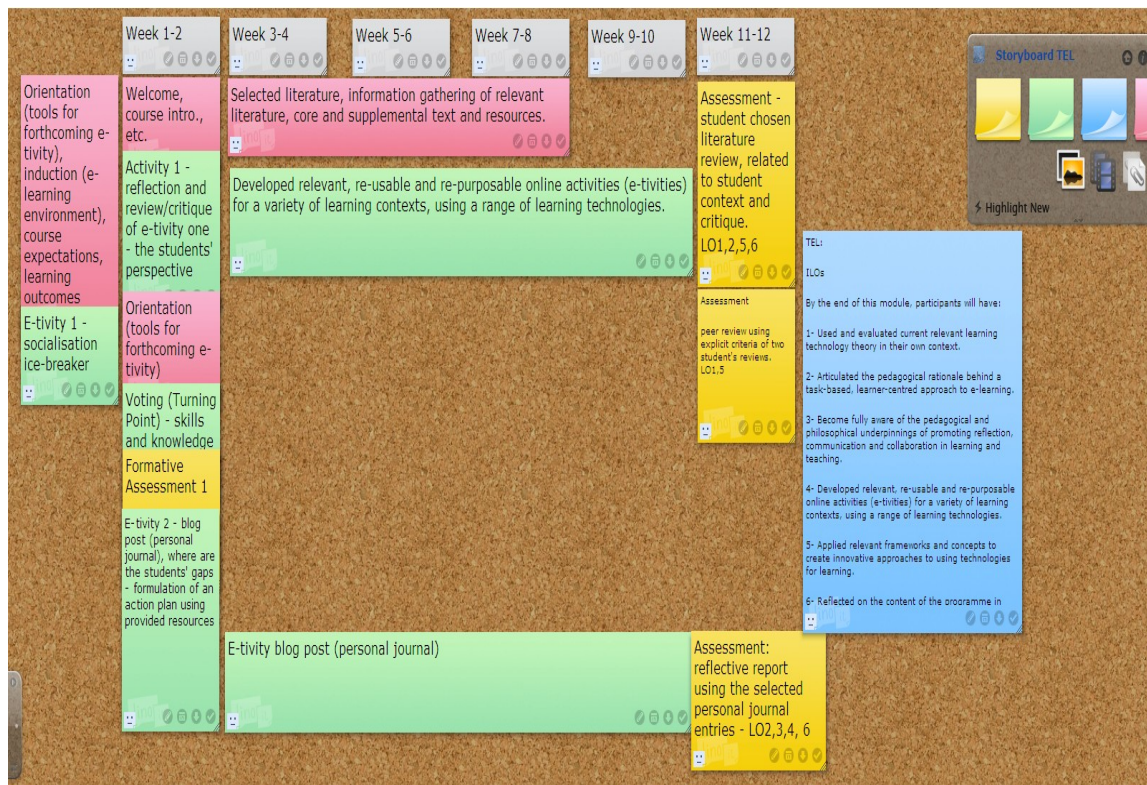 Week 1-2
Week 3-4
Week 5-6
Week 7-8
Week 9-10
Week 11-12
Storyboard TEL
Highlight New
Orientation
(tools for
forthcoming e-
tivity),
induction (e-
learning
environment),
course
expectations,
learning
outcomes
E-tivity 1 -
socialisation
ice-breaker
Welcome,
course intro.,
etc.
Activity 1 -
reflection and
review/critique
of e-tivity one
- the students'
perspective
Orientation
(tools for
forthcoming e-
tivity)
Voting (Turning
Point) - skills
and knowledge
Formative
Assessment 1
E-tivity 2 - blog
post (personal
journal), where are
the students' gaps
- formulation of an
action plan using
provided resources
Selected literature, information gathering of relevant
literature, core and supplemental text and resources.
Developed relevant, re-usable and re-purposable online activities (e-tivities)
for a variety of learning contexts, using a range of learning technologies.
E-tivity blog post (personal journal)
Assessment -
student chosen
literature
review, related
to student
context and
critique.
LO1,2,5,6
Assessment
peer review using
explicit criteria of two
student's reviews.
LO1,5
Assessment:
reflective report
using the selected
personal journal
entries - LO2,3,4, 6
TEL:
ILOs
By the end of this module, participants will have:
1- Used and evaluated current relevant learning
technology theory in their own context.
2- Articulated the pedagogical rationale behind a
task-based, learner-centred approach to e-learning.
3- Become fully aware of the pedagogical and
philosophical underpinnings of promoting reflection,
communication and collaboration in learning and
teaching.
4- Developed relevant, re-usable and re-purposable
online activities (e-tivities) for a variety of learning
contexts, using a range of learning technologies.
5- Applied relevant frameworks and concepts to
create innovative approaches to using technologies
for learning.
6- Reflected on the content of the programme in